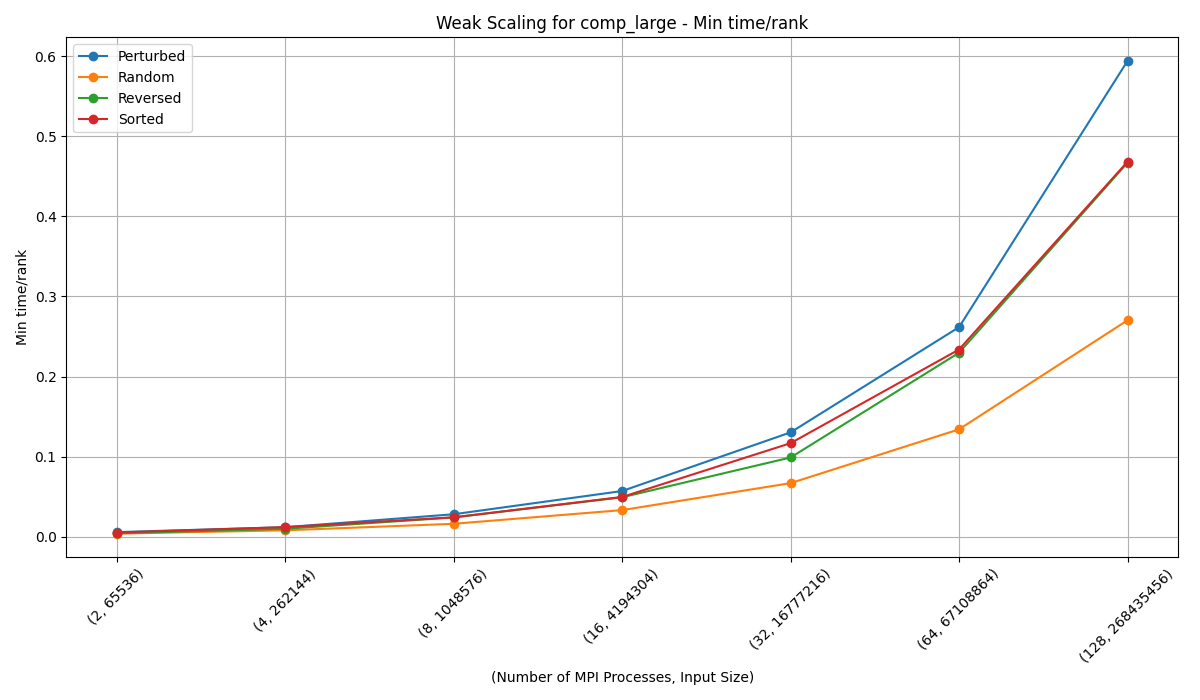 Weak Scaling for comp_large - Min time/rank
Perturbed
Random
Reversed
Sorted
Min time/rank
0.6
0.5
0.4
0.3
0.2
0.1
0.0
(2, 65536)
(4, 262144)
(8, 1048576)
(16, 4194304)
(32, 16777216)
(64, 67108864)
(128, 268435456)
(Number of MPI Processes, Input Size)